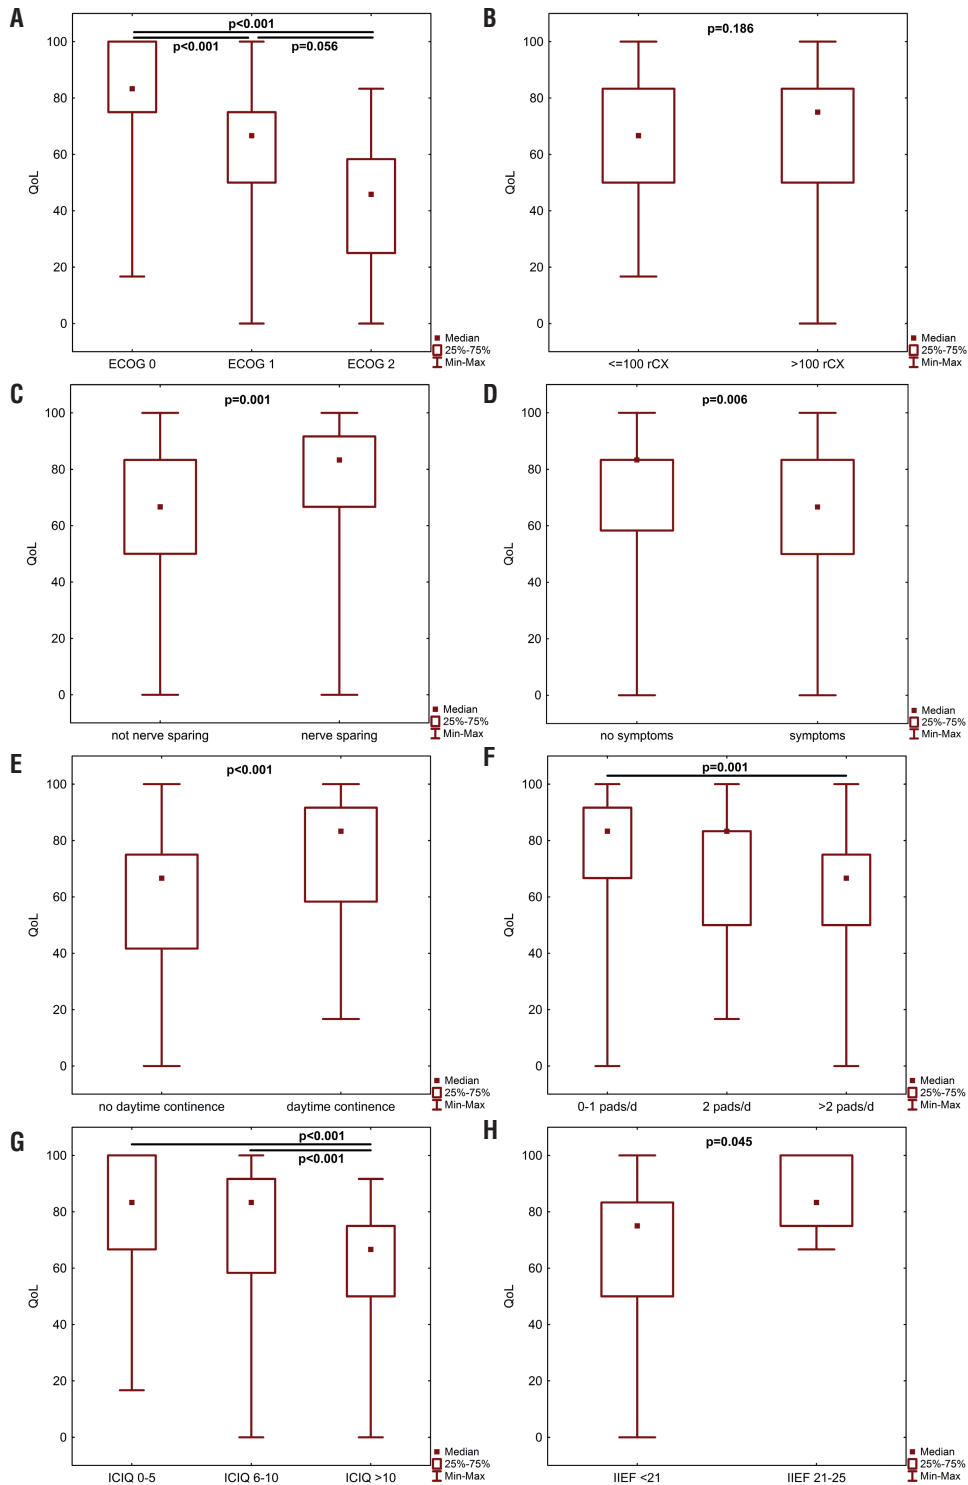 A
p<0.001
p<0.001 p=0.056
100
80
60
40
20
0
QoL
ECOG 0 ECOG 1 ECOG 2
Median
25%-75%
Min-Max
B
p=0.186
100
80
60
40
20
0
QoL
<=100 rCX >100 rCX
Median
25%-75%
Min-Max
C
p=0.001
100
80
60
40
20
0
QoL
not nerve sparing nerve sparing
Median
25%-75%
Min-Max
D
p=0.006
100
80
60
40
20
0
QoL
no symptoms symptoms
Median
25%-75%
Min-Max
E
p<0.001
100
80
60
40
20
0
QoL
no daytime continence daytime continence
Median
25%-75%
Min-Max
F
p=0.001
100
80
60
40
20
0
QoL
0-1 pads/d 2 pads/d >2 pads/d
Median
25%-75%
Min-Max
G
p<0.001
p<0.001
100
80
60
40
20
0
QoL
ICIQ 0-5 ICIQ 6-10 ICIQ >10
Median
25%-75%
Min-Max
H
p=0.045
100
80
60
40
20
0
QoL
IIEF <21 IIEF 21-25
Median
25%-75%
Min-Max